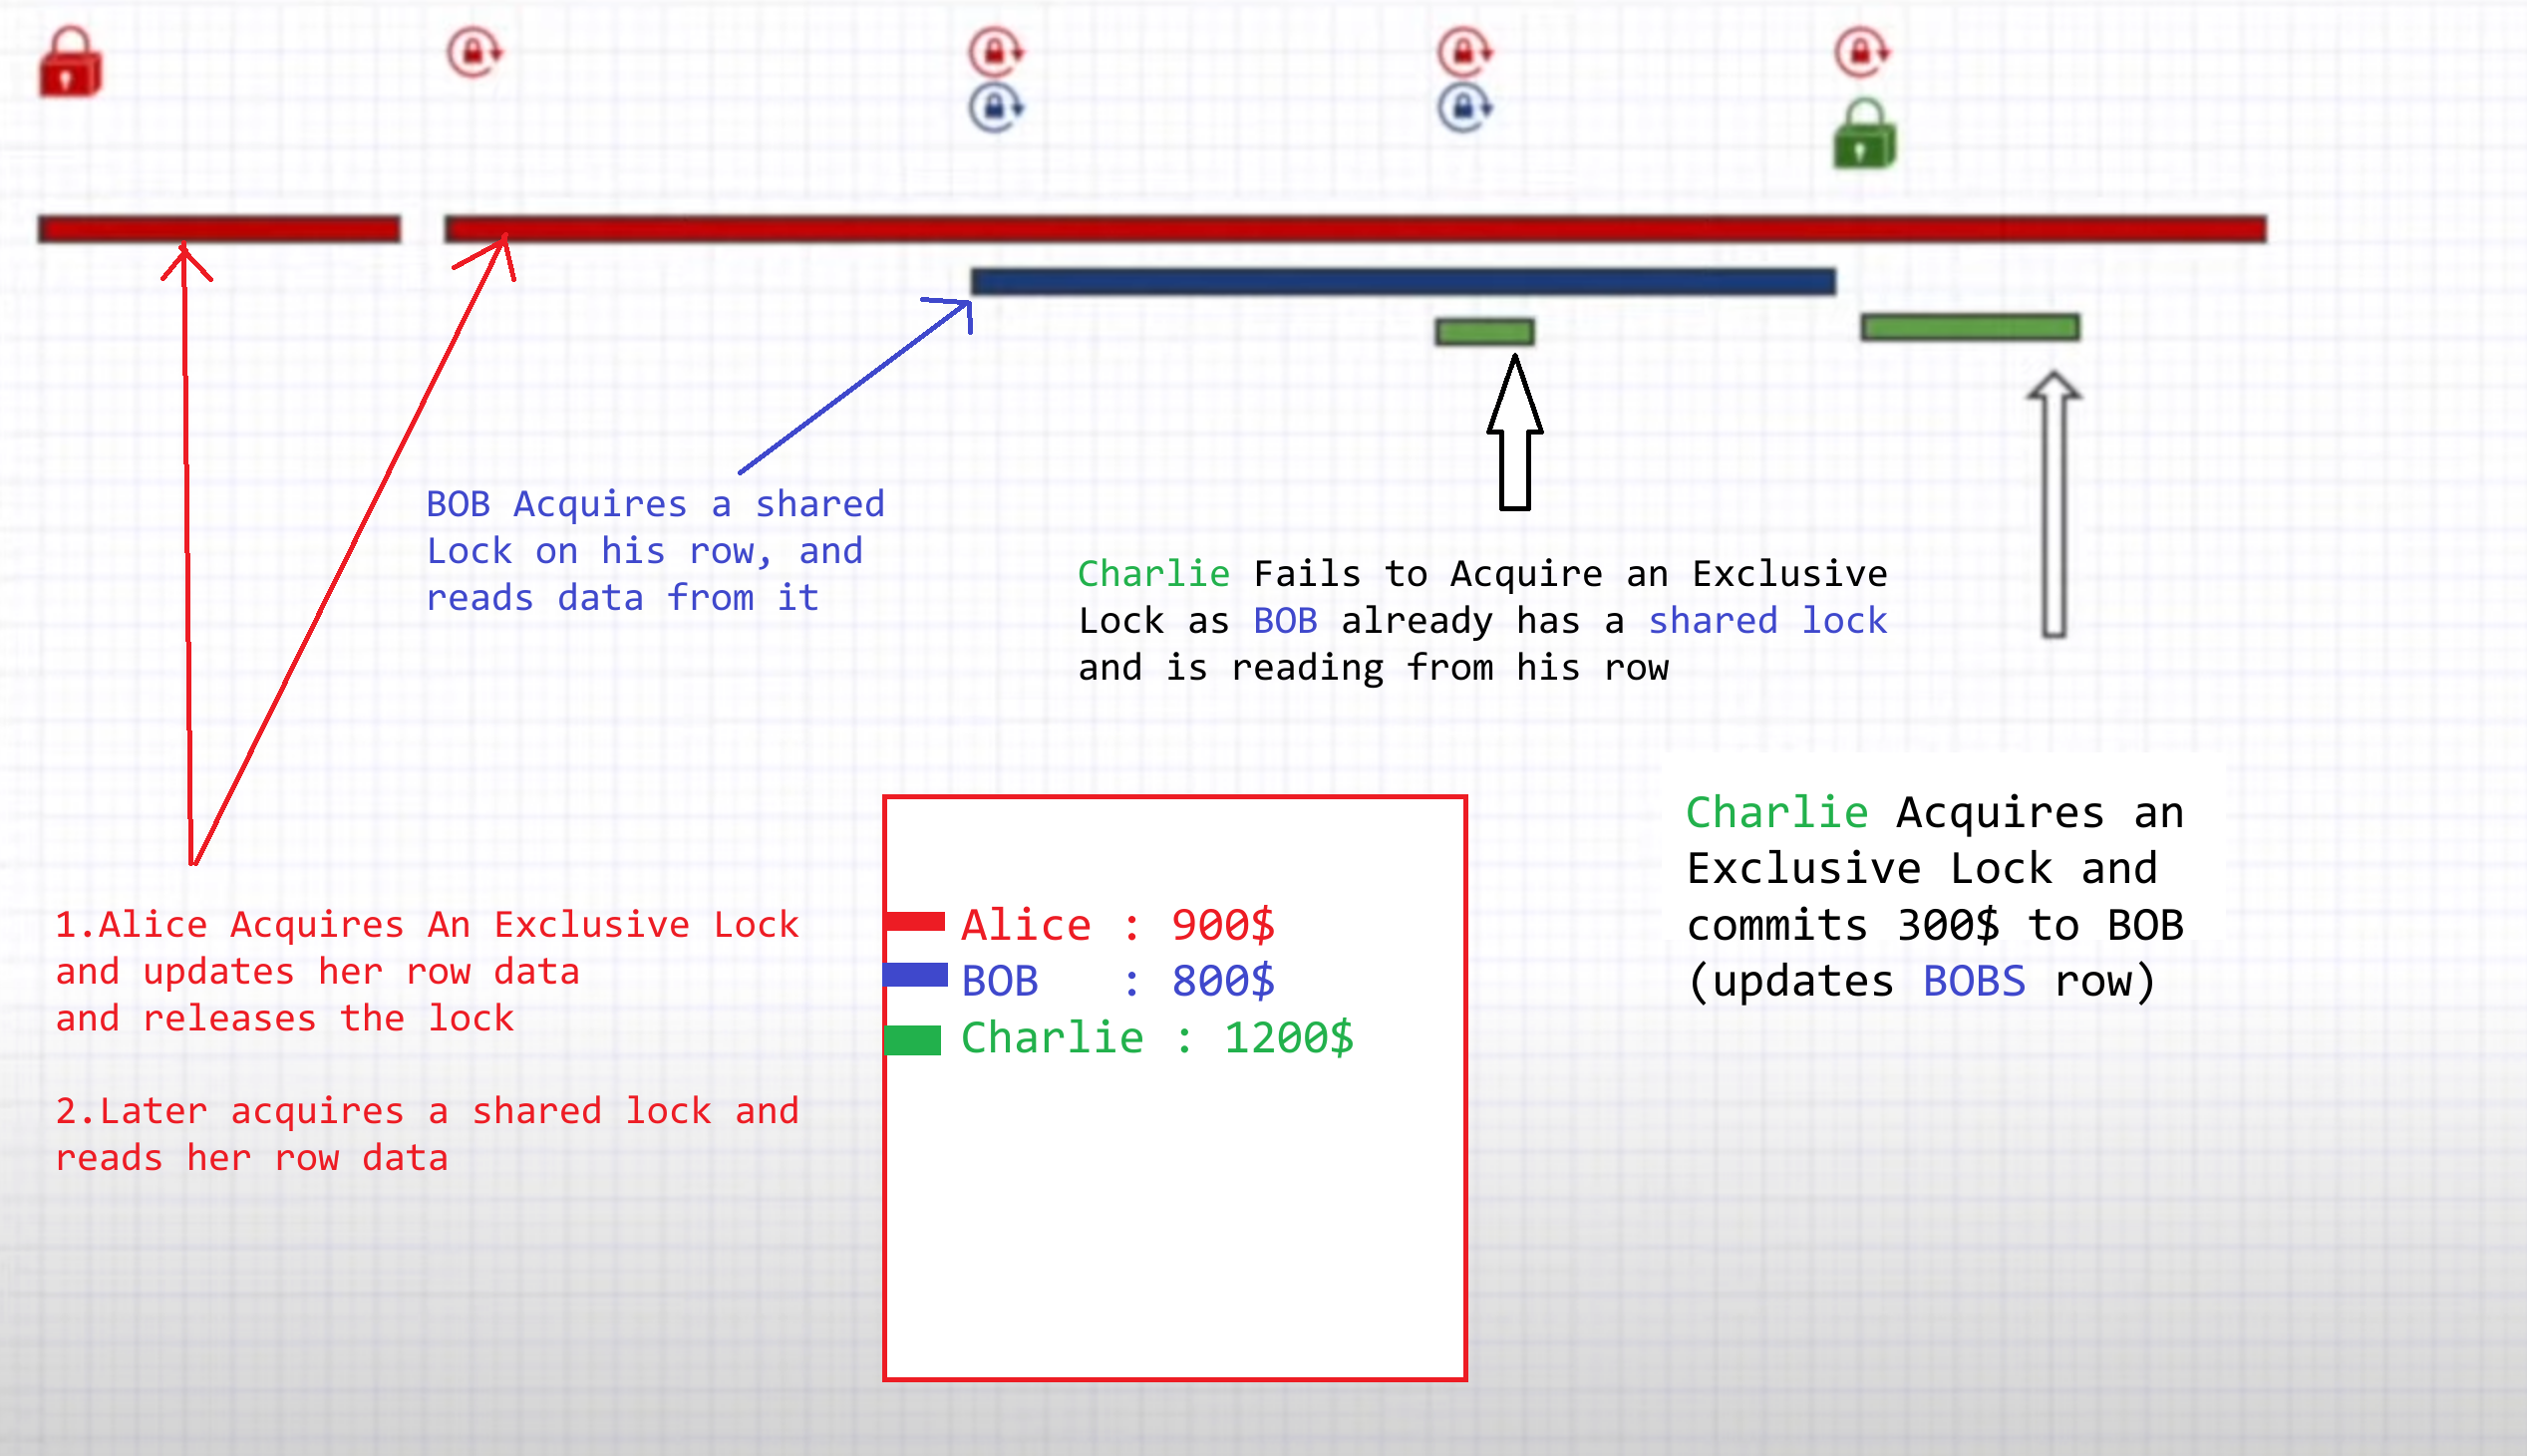 BOB Acquires a shared
Lock on his row, and
reads data from it
Charlie Fails to Acquire an Exclusive
Lock as BOB already has a shared lock
and is reading from his row
1.Alice Acquires An Exclusive Lock
and updates her row data
and releases the lock
2.Later acquires a shared lock and
reads her row data
Alice : 900$
BOB : 800$
Charlie : 1200$
Charlie Acquires an
Exclusive Lock and
commits 300$ to BOB
(updates BOBS row)